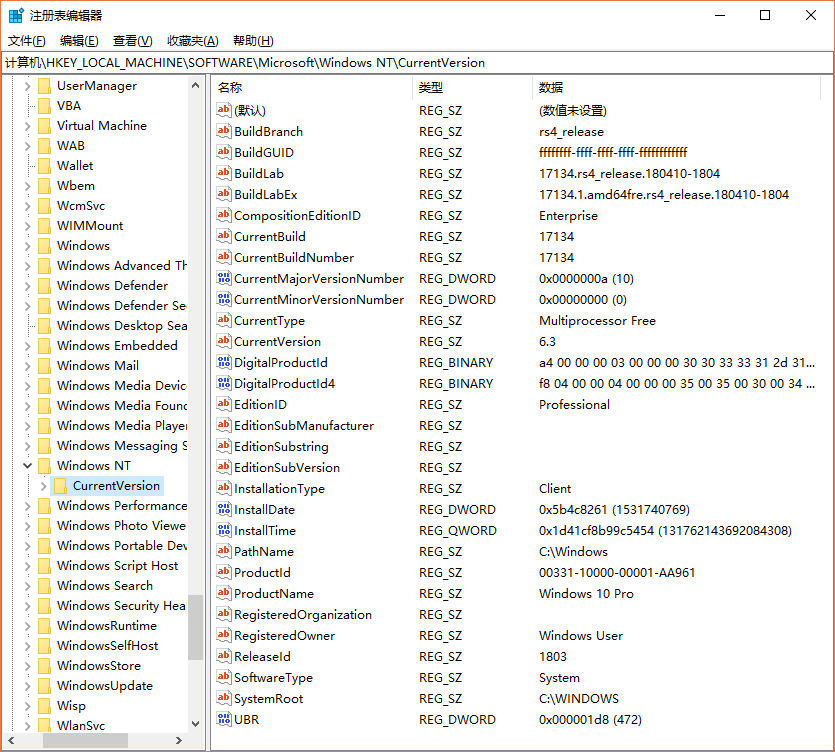 注册表编辑器
文件(F) 编辑(E) 查看(V) 收藏夹(A) 帮助(H)
计算机\HKEY_LOCAL_MACHINE\SOFTWARE\Microsoft\Windows NT\CurrentVersion
UserManager
VBA
Virtual Machine
WAB
Wallet
Wbem
WcmSvc
WIMMount
Windows
Windows Advanced Th
Windows Defender
Windows Defender Se
Windows Desktop Sea
Windows Embedded
Windows Mail
Windows Media Devic
Windows Media Found
Windows Media Player
Windows Messaging S
Windows NT
CurrentVersion
Windows Performance
Windows Photo Viewe
Windows Portable Dev
Windows Script Host
Windows Search
Windows Security Hea
WindowsRuntime
WindowsSelfHost
WindowsStore
WindowsUpdate
Wisp
WlanSvc
名称 类型 数据
(默认) REG_SZ (数值未设置)
BuildBranch REG_SZ rs4_release
BuildGUID REG_SZ ffffffff-ffff-ffff-ffff-ffffffffffff
BuildLab REG_SZ 17134.rs4_release.180410-1804
BuildLabEx REG_SZ 17134.1.amd64fre.rs4_release.180410-1804
CompositionEditionID REG_SZ Enterprise
CurrentBuild REG_SZ 17134
CurrentBuildNumber REG_SZ 17134
CurrentMajorVersionNumber REG_DWORD 0x0000000a (10)
CurrentMinorVersionNumber REG_DWORD 0x00000000 (0)
CurrentType REG_SZ Multiprocessor Free
CurrentVersion REG_SZ 6.3
DigitalProductId REG_BINARY a4 00 00 00 03 00 00 00 30 30 33 33 31 2d 31...
DigitalProductId4 REG_BINARY f8 04 00 00 04 00 00 00 35 00 35 00 30 00 34 ...
EditionID REG_SZ Professional
EditionSubManufacturer REG_SZ
EditionSubstring REG_SZ
EditionSubVersion REG_SZ
InstallationType REG_SZ Client
InstallDate REG_DWORD 0x5b4c8261 (1531740769)
InstallTime REG_QWORD 0x1d41cf8b99c5454 (131762143692084308)
PathName REG_SZ C:\Windows
ProductId REG_SZ 00331-10000-00001-AA961
ProductName REG_SZ Windows 10 Pro
RegisteredOrganization REG_SZ
RegisteredOwner REG_SZ Windows User
ReleaseId REG_SZ 1803
SoftwareType REG_SZ System
SystemRoot REG_SZ C:\WINDOWS
UBR REG_DWORD 0x000001d8 (472)